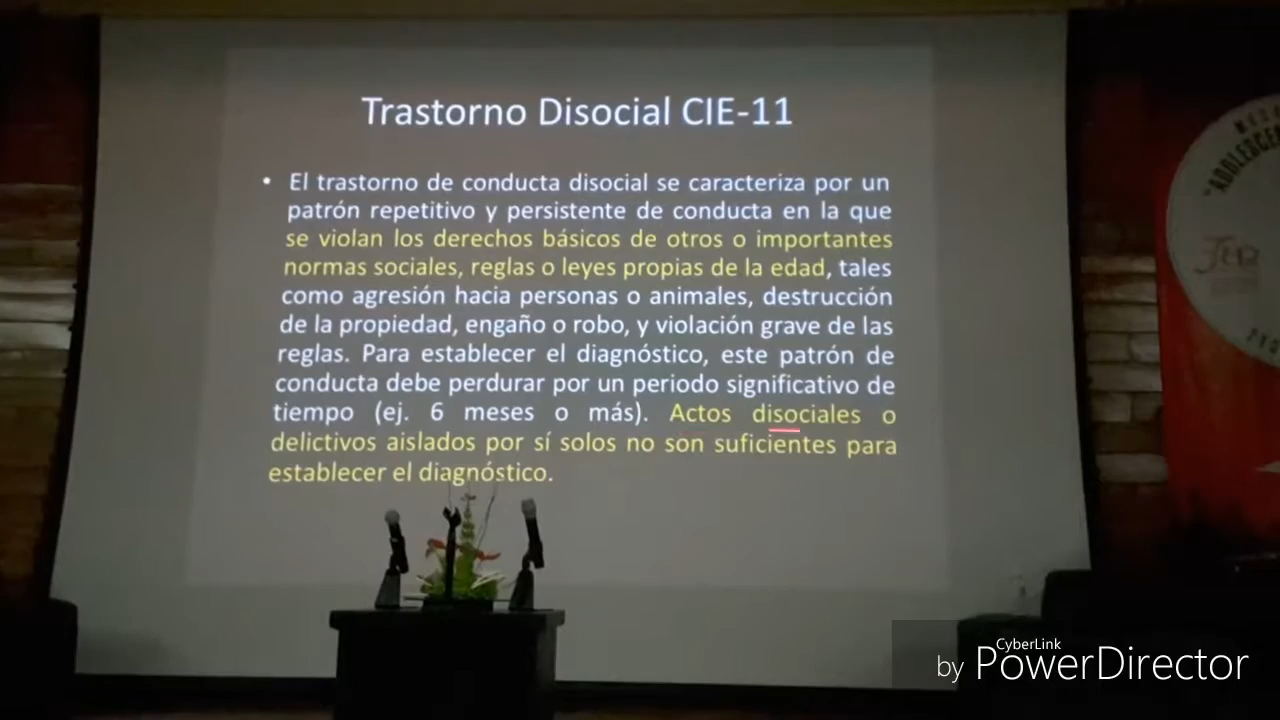 Trastorno Disocial CIE-11
• El trastorno de conducta disocial se caracteriza por un
patrón repetitivo y persistente de conducta en la que
se violan los derechos básicos de otros o importantes
normas sociales, reglas o leyes propias de la edad, tales
como agresión hacia personas o animales, destrucción
de la propiedad, engaño o robo, y violación grave de las
reglas. Para establecer el diagnóstico, este patrón de
conducta debe perdurar por un periodo significativo de
tiempo (ej. 6 meses o más). Actos disociales o
delictivos aislados por sí solos no son suficientes para
establecer el diagnóstico.
CyberLink
by PowerDirector